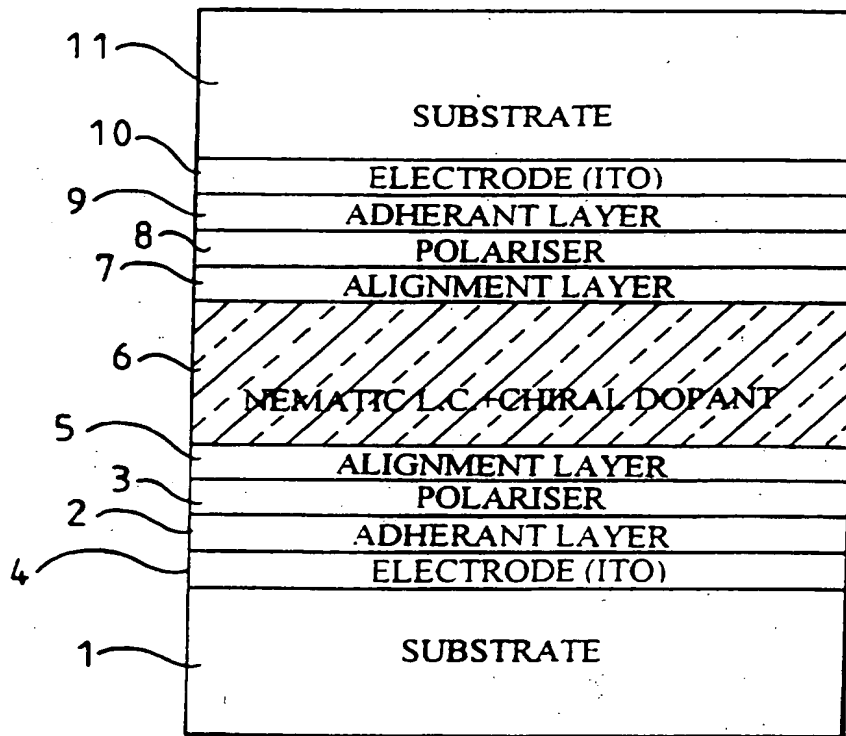 11
SUBSTRATE
10
ELECTRODE (ITO)
9
ADHERANT LAYER
8
POLARISER
7
ALIGNMENT LAYER
6
NEMATIC L.C.+CHIRAL DOPANT
5
ALIGNMENT LAYER
3
POLARISER
2
ADHERANT LAYER
4
ELECTRODE (ITO)
1
SUBSTRATE